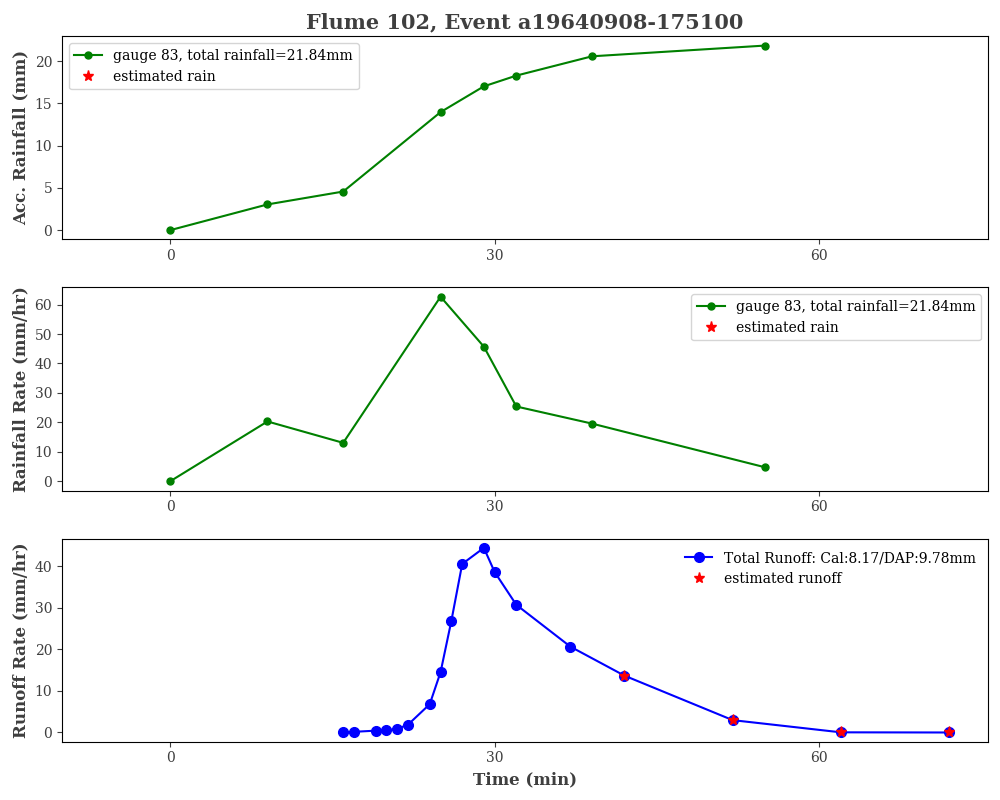 Flume 102, Event a19640908-175100
Acc. Rainfall (mm)
20
15
10
5
0
gauge 83, total rainfall=21.84mm
estimated rain
0 30 60
Rainfall Rate (mm/hr)
60
50
40
30
20
10
0
gauge 83, total rainfall=21.84mm
estimated rain
0 30 60
Runoff Rate (mm/hr)
40
30
20
10
0
Total Runoff: Cal:8.17/DAP:9.78mm
estimated runoff
0 30 60
Time (min)